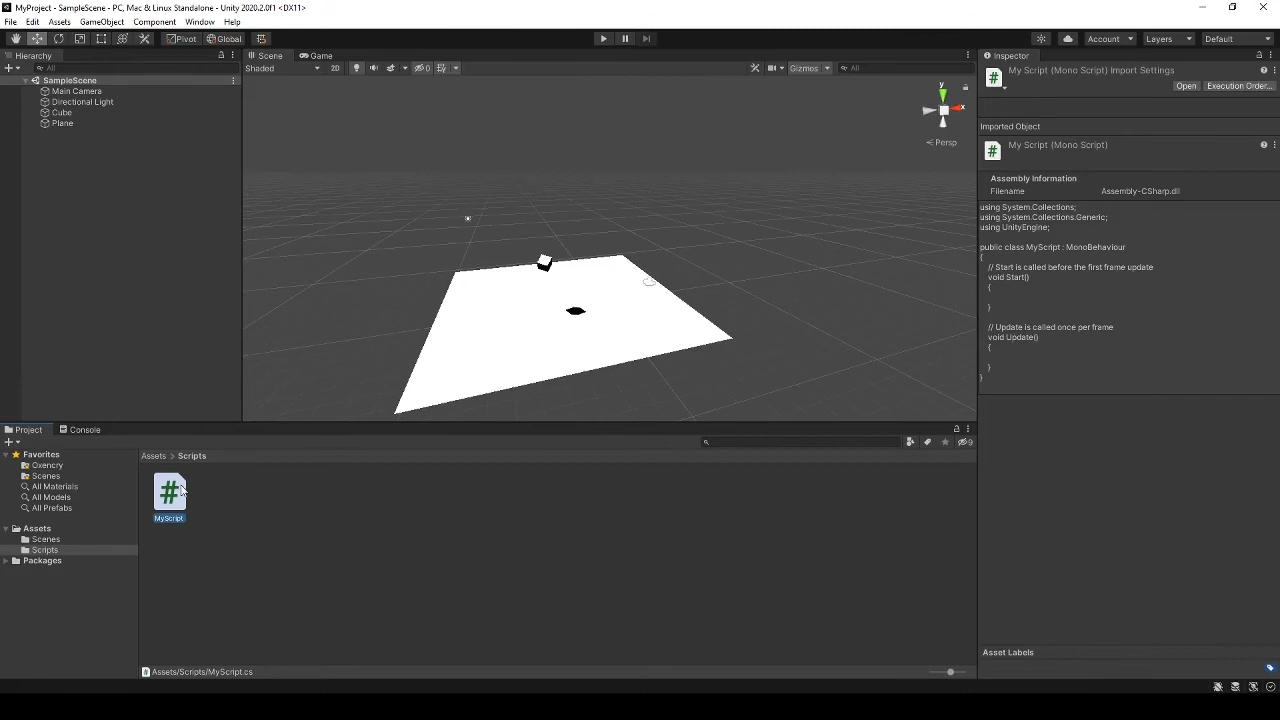 MyProject - SampleScene - PC, Mac & Linux Standalone - Unity 2020.2.0f1 <DX11>
File Edit Assets GameObject Component Window Help
Pivot Global Account Layers Default
Hierarchy
All
SampleScene
Main Camera
Directional Light
Cube
Plane
Scene Game
Shaded 2D 0 Gizmos All
y
x
Persp
Inspector
My Script (Mono Script) Import Settings
Open Execution Order...
Imported Object
My Script (Mono Script)
Assembly Information
Filename Assembly-CSharp.dll
using System.Collections;
using System.Collections.Generic;
using UnityEngine;
public class MyScript : MonoBehaviour
{
// Start is called before the first frame update
void Start()
{
}
// Update is called once per frame
void Update()
{
}
}
Asset Labels
Project Console
9
Favorites
Oxencry
Scenes
All Materials
All Models
All Prefabs
Assets
Scenes
Scripts
Packages
Assets > Scripts
#
MyScript
Assets/Scripts/MyScript.cs